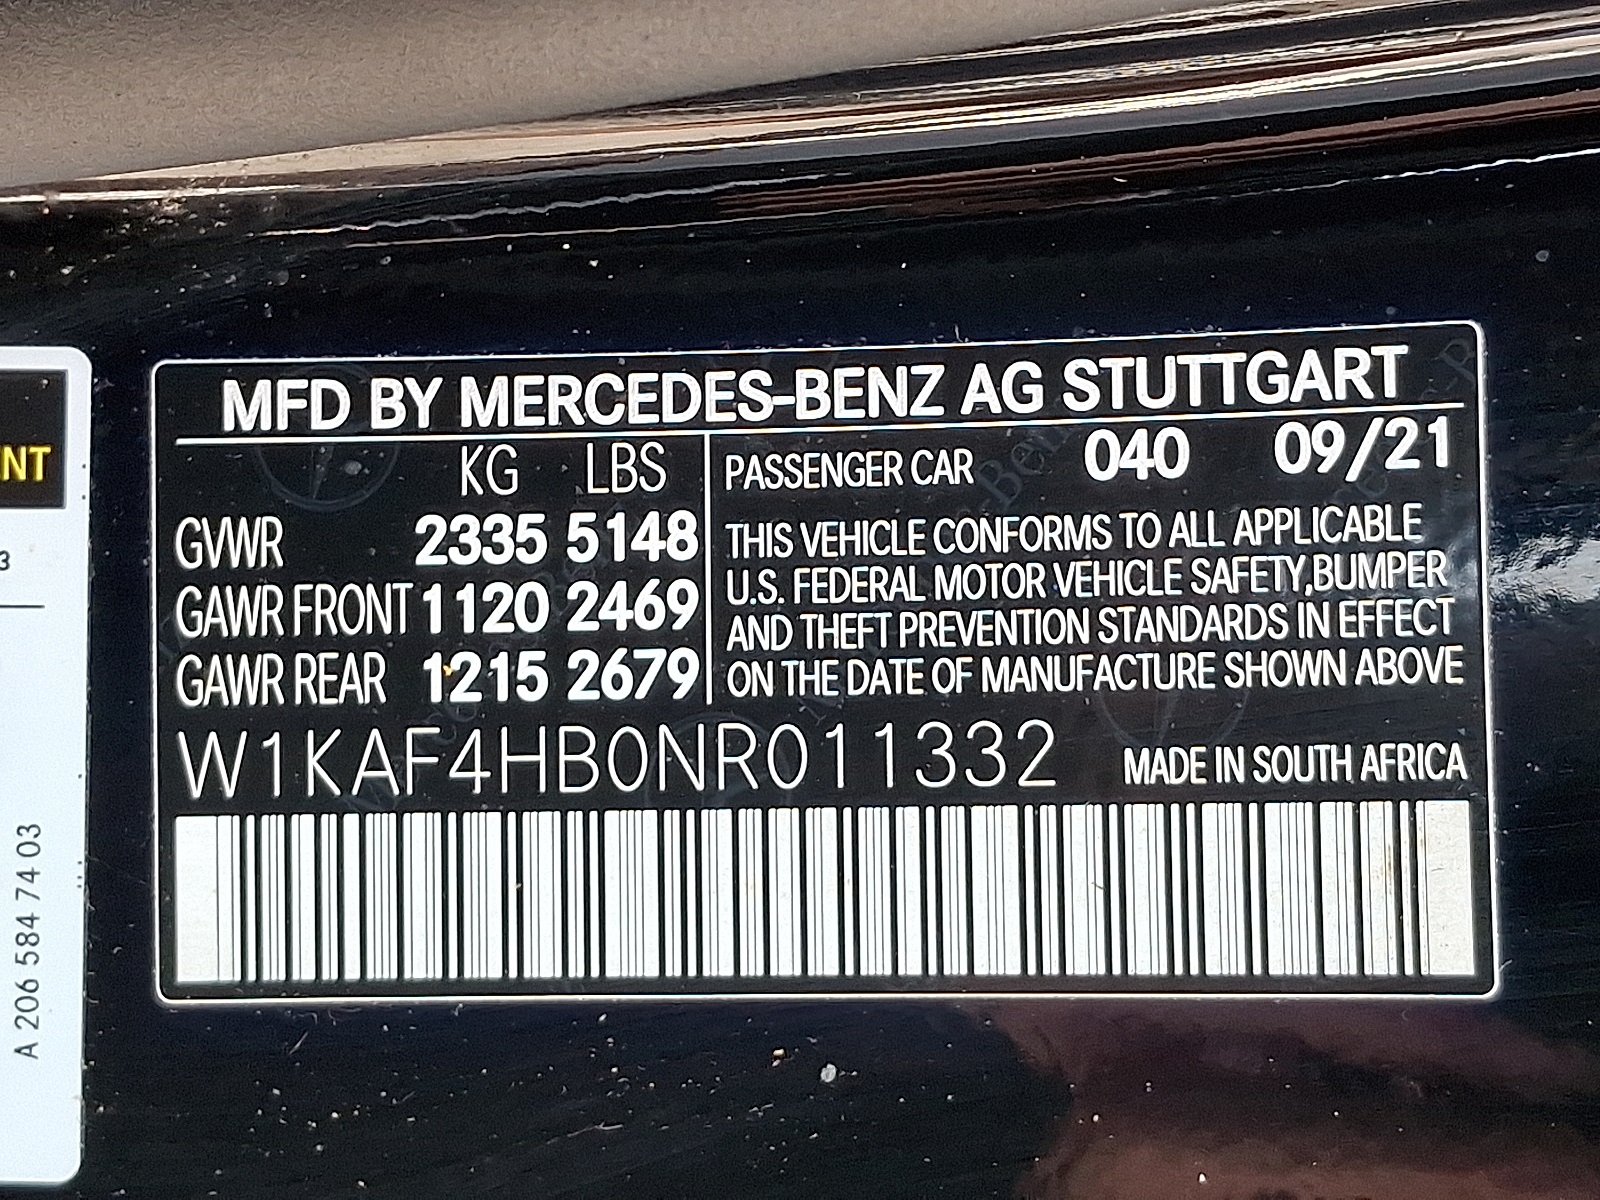 MFD BY MERCEDES-BENZ AG STUTTGART
KG LBS
GVWR 2335 5148
GAWR FRONT 1120 2469
GAWR REAR 1215 2679
PASSENGER CAR 040 09/21
THIS VEHICLE CONFORMS TO ALL APPLICABLE
U.S. FEDERAL MOTOR VEHICLE SAFETY,BUMPER
AND THEFT PREVENTION STANDARDS IN EFFECT
ON THE DATE OF MANUFACTURE SHOWN ABOVE
W1KAF4HB0NR011332 MADE IN SOUTH AFRICA
NT
3
A 206 584 74 03